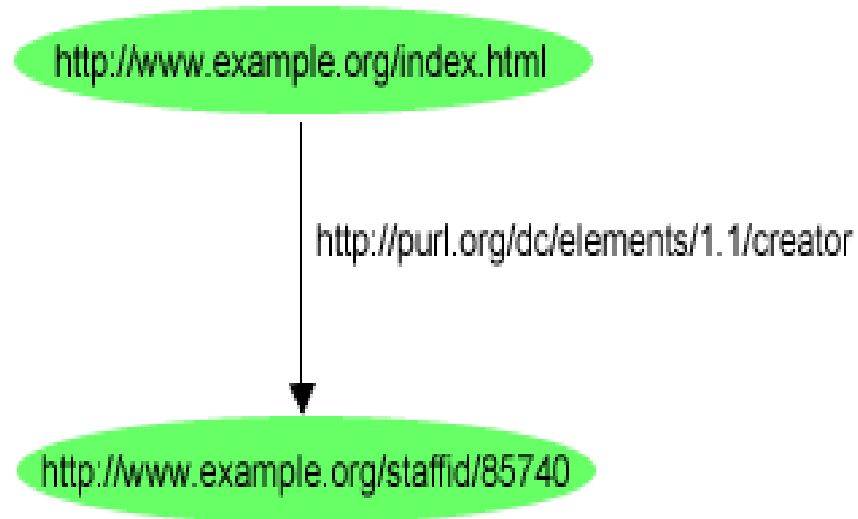 http://www.example.org/index.html
http://purl.org/dc/elements/1.1/creator
http://www.example.org/staffid/85740